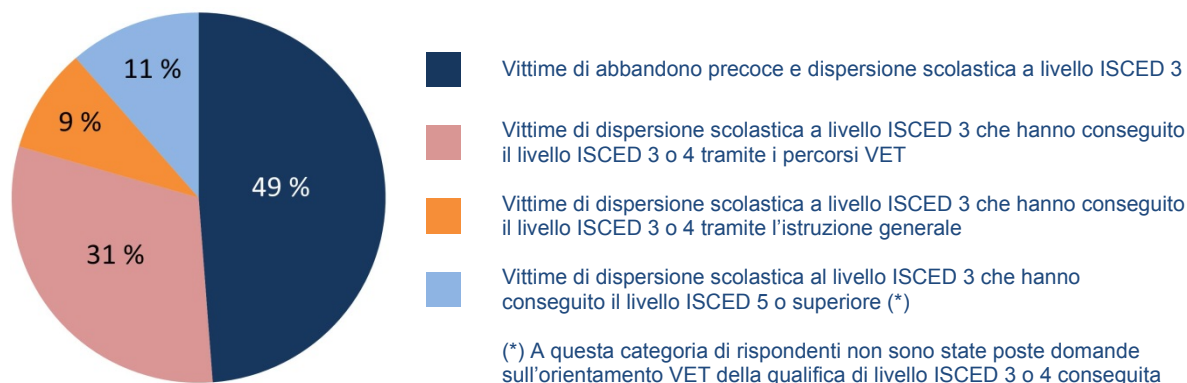 11 %
9 %
49 %
31 %
Vittime di abbandono precoce e dispersione scolastica a livello ISCED 3
Vittime di dispersione scolastica a livello ISCED 3 che hanno conseguito
il livello ISCED 3 o 4 tramite i percorsi VET
Vittime di dispersione scolastica a livello ISCED 3 che hanno conseguito
il livello ISCED 3 o 4 tramite l’istruzione generale
Vittime di dispersione scolastica al livello ISCED 3 che hanno
conseguito il livello ISCED 5 o superiore (*)
(*) A questa categoria di rispondenti non sono state poste domande
sull’orientamento VET della qualifica di livello ISCED 3 o 4 conseguita